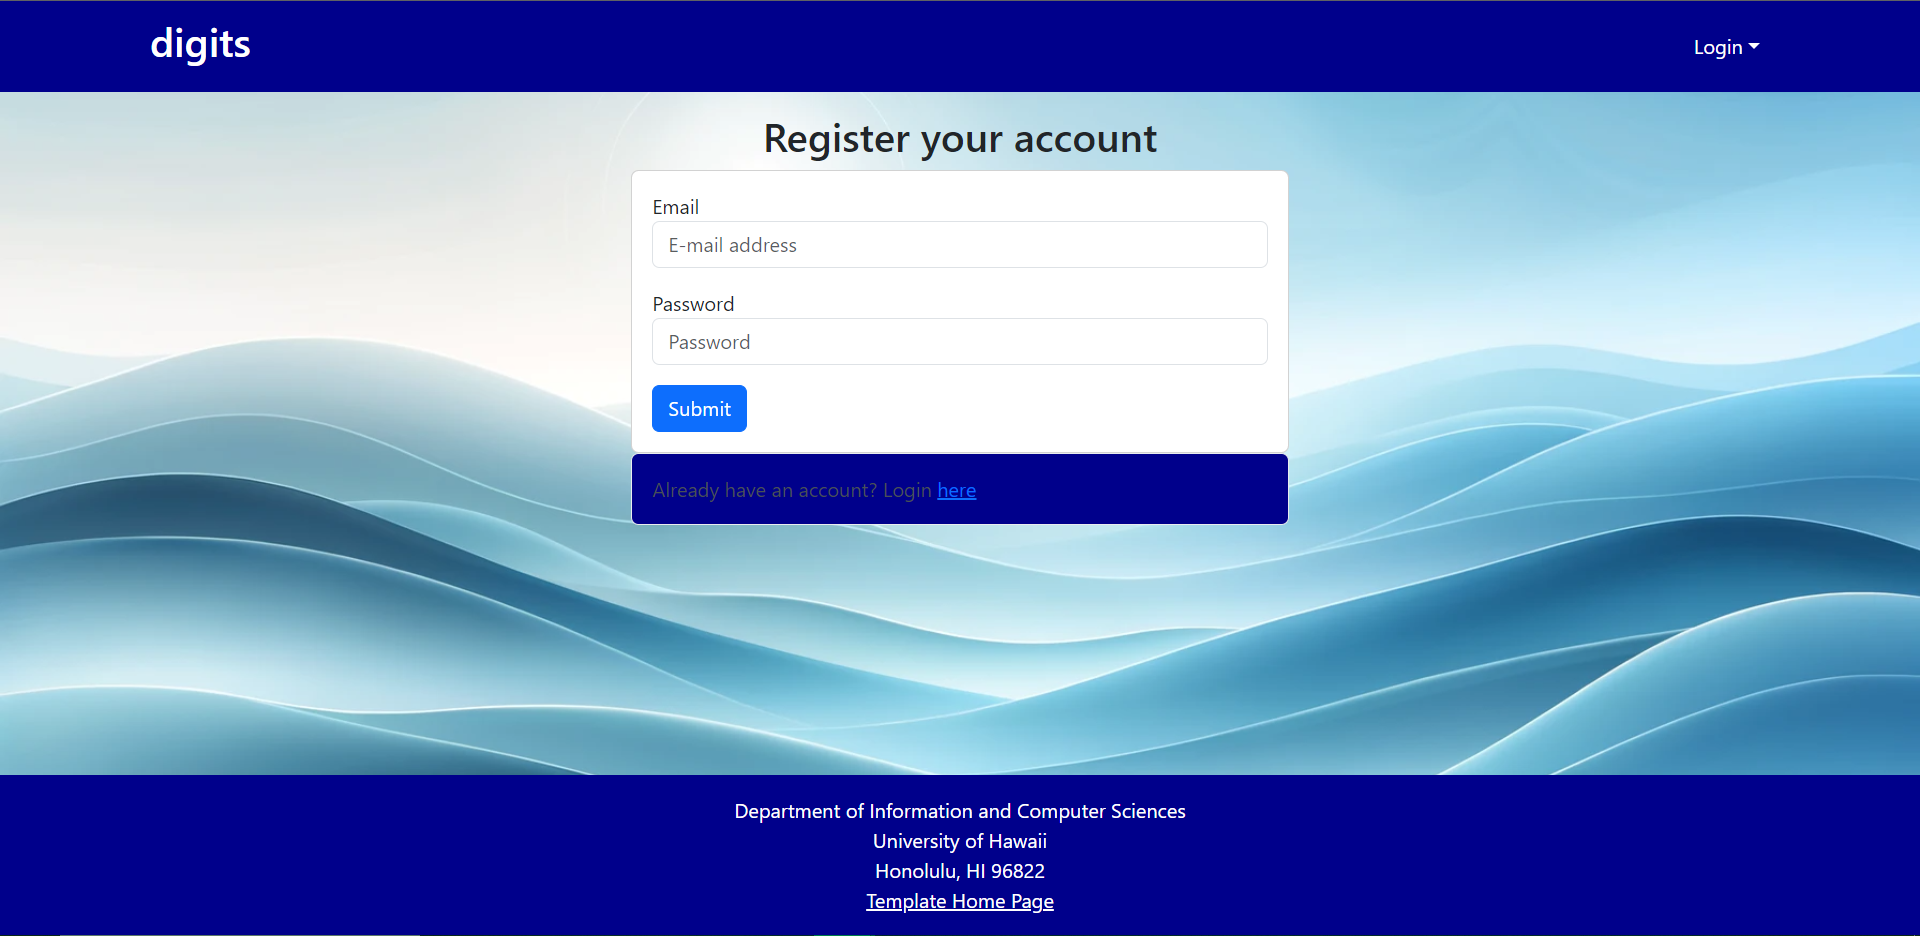 digits
Login
Register your account
Email
E-mail address
Password
Password
Submit
Already have an account? Login here
Department of Information and Computer Sciences
University of Hawaii
Honolulu, HI 96822
Template Home Page